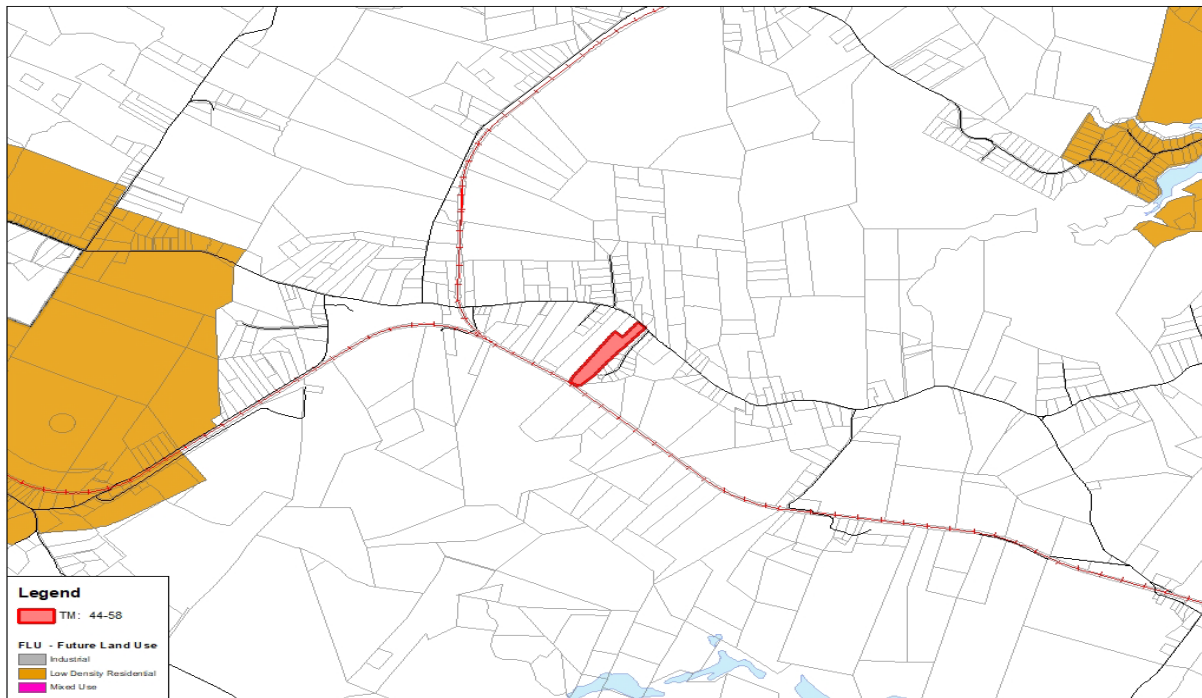 Legend
TM: 44-58
FLU - Future Land Use
Industrial
Low Density Residential
Mixed Use